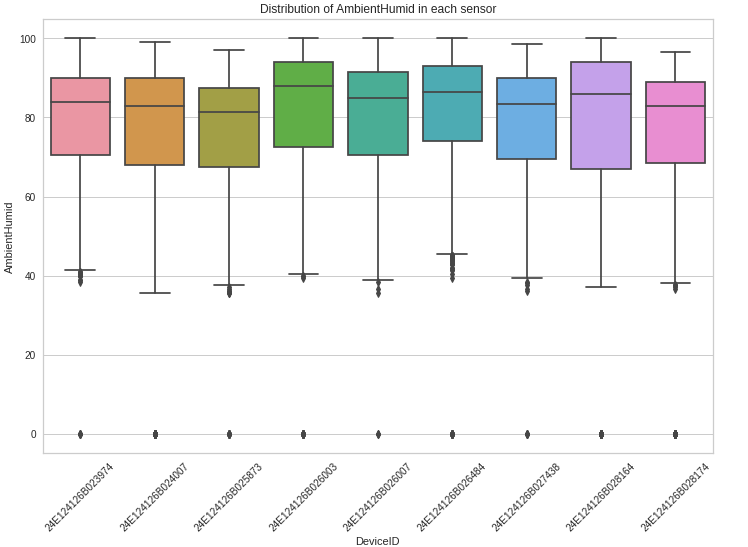 Distribution of AmbientHumid in each sensor
AmbientHumid
100
80
60
40
20
0
24E124126B023974
24E124126B024007
24E124126B025873
24E124126B026003
24E124126B026007
24E124126B026484
24E124126B027438
24E124126B028164
24E124126B028174
DeviceID